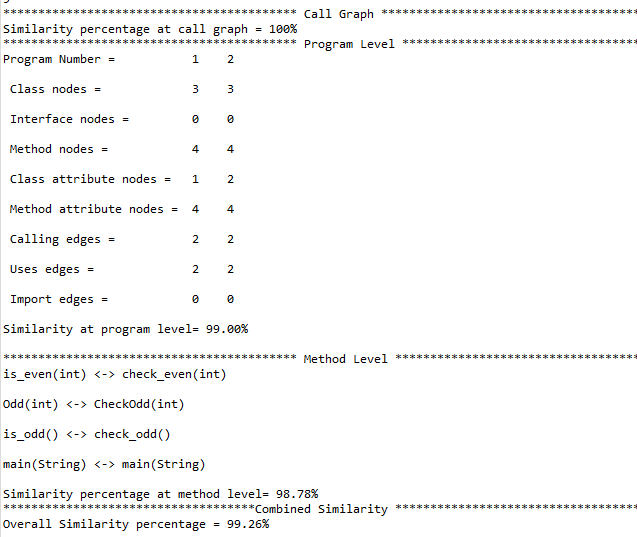 ****************************************** Call Graph *************************************
Similarity percentage at call graph = 100%
****************************************** Program Level **********************************
Program Number =           1    2
Class nodes =             3    3
Interface nodes =         0    0
Method nodes =            4    4
Class attribute nodes =   1    2
Method attribute nodes =  4    4
Calling edges =           2    2
Uses edges =              2    2
Import edges =            0    0
Similarity at program level= 99.00%
****************************************** Method Level ***********************************
is_even(int) <-> check_even(int)
Odd(int) <-> CheckOdd(int)
is_odd() <-> check_odd()
main(String) <-> main(String)
Similarity percentage at method level= 98.78%
************************************Combined Similarity ***********************************
Overall Similarity percentage = 99.26%